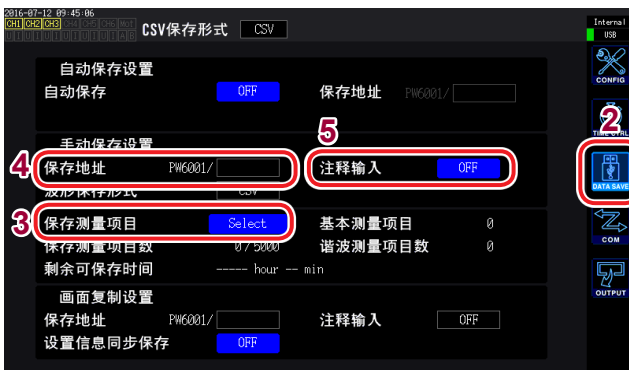 2016-07-12 09:45:06
CH1 CH2 CH3 CH4 CH5 CH6 Mot CSV保存形式 CSV
U I U I U I U I U I U I A B
Internal
USB
自动保存设置
自动保存 OFF 保存地址 PW6001/
CONFIG
手动保存设置
5
2
TIME CTRL
4 保存地址 PW6001/ 注释输入 OFF
波形保存形式 CSV
DATA SAVE
3 保存测量项目 Select 基本测量项目 0
保存测量项目数 0/5000 谐波测量项目数 0
COM
剩余可保存时间 ----- hour -- min
画面复制设置
OUTPUT
保存地址 PW6001/ 注释输入 OFF
设置信息同步保存 OFF